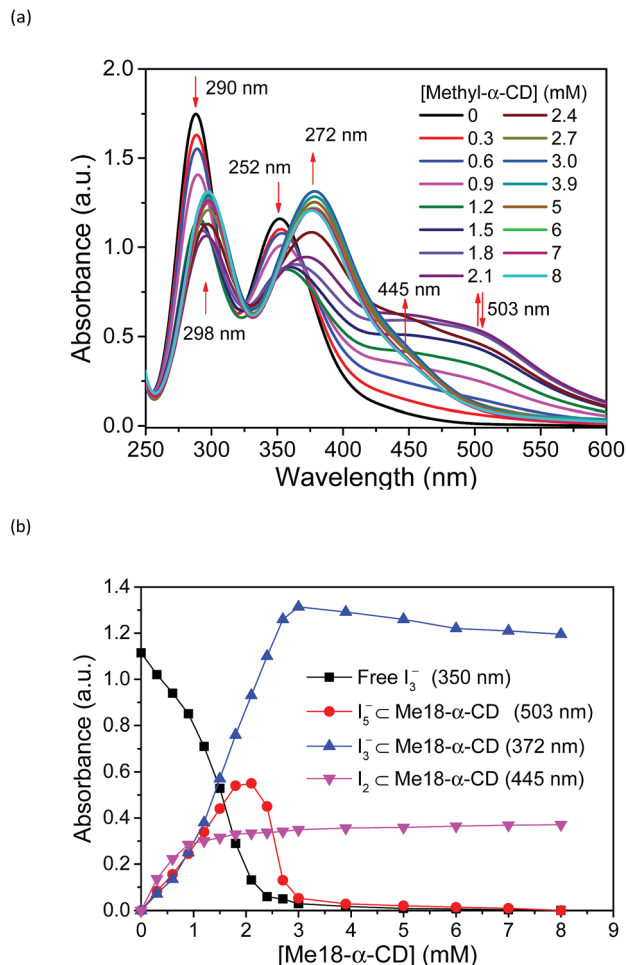 (a)
2.0
1.5
1.0
0.5
0.0
Absorbance (a.u.)
290 nm
252 nm
272 nm
298 nm
445 nm
503 nm
[Methyl-α-CD] (mM)
0 2.4
0.3 2.7
0.6 3.0
0.9 3.9
1.2 5
1.5 6
1.8 7
2.1 8
250 300 350 400 450 500 550 600
Wavelength (nm)
(b)
1.4
1.2
1.0
0.8
0.6
0.4
0.2
0.0
Absorbance (a.u.)
Free I₃⁻ (350 nm)
I₅⁻ ⊂ Me18-α-CD (503 nm)
I₃⁻ ⊂ Me18-α-CD (372 nm)
I₂ ⊂ Me18-α-CD (445 nm)
0 1 2 3 4 5 6 7 8 9
[Me18-α-CD] (mM)